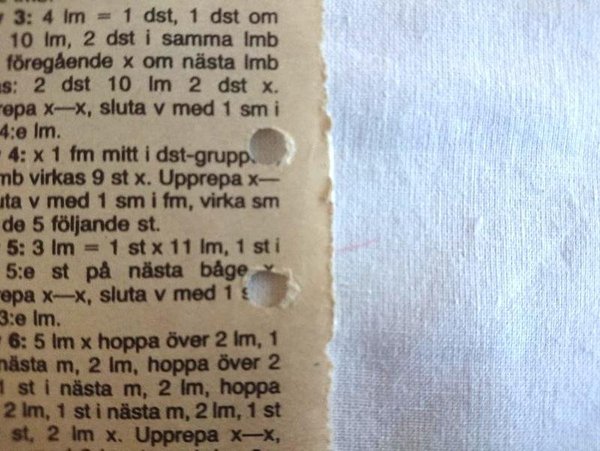 3: 4 lm = 1 dst, 1 dst om
10 lm, 2 dst i samma lmb
föregående x om nästa lmb
2 dst 10 lm 2 dst x.
repa x—x, sluta v med 1 sm i
4:e lm.
4: x 1 fm mitt i dst-grupp
mb virkas 9 st x. Upprepa x—
uta v med 1 sm i fm, virka sm
de 5 följande st.
5: 3 lm = 1 st x 11 lm, 1 st i
5:e st på nästa båge x.
repa x—x, sluta v med 1 s
3:e lm.
6: 5 lm x hoppa över 2 lm, 1
nästa m, 2 lm, hoppa över 2
1 st i nästa m, 2 lm, hoppa
2 lm, 1 st i nästa m, 2 lm, 1 st
st, 2 lm x. Upprepa x—x,